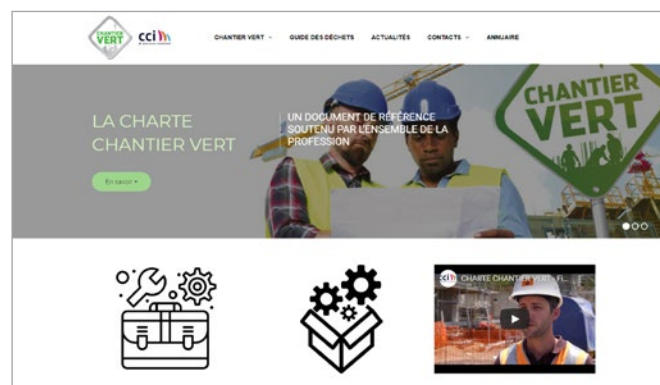 CHANTIER
VERT
cci
CHANTIER VERT
GUIDE DES DÉCHETS
ACTUALITÉS
CONTACTS
ANNUAIRE
LA CHARTE
CHANTIER VERT
En savoir +
UN DOCUMENT DE RÉFÉRENCE
SOUTENU PAR L'ENSEMBLE DE LA
PROFESSION
CHANTIER
VERT
cci
CHARTE CHANTIER VERT - Fi...